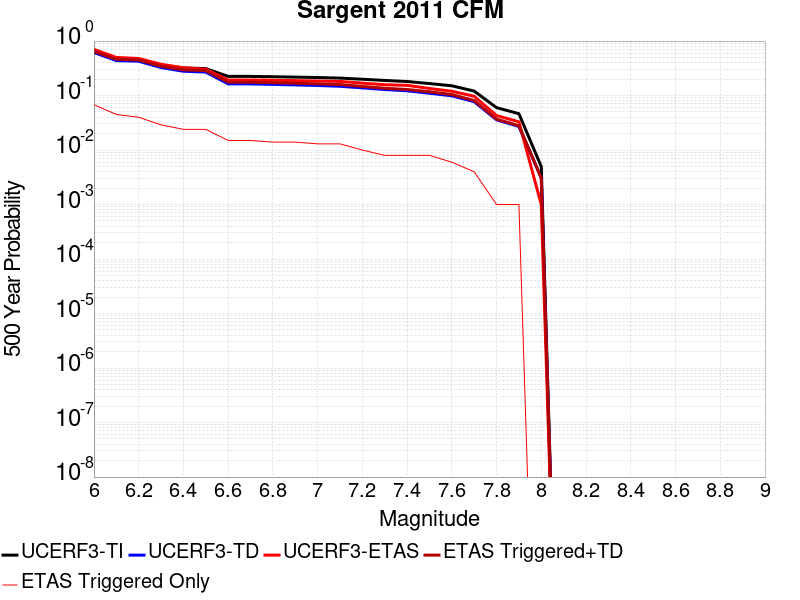 Sargent 2011 CFM
10^0
10^-1
10^-2
10^-3
10^-4
10^-5
10^-6
10^-7
10^-8
500 Year Probability
6 6.2 6.4 6.6 6.8 7 7.2 7.4 7.6 7.8 8 8.2 8.4 8.6 8.8 9
Magnitude
UCERF3-TI UCERF3-TD UCERF3-ETAS ETAS Triggered+TD
ETAS Triggered Only